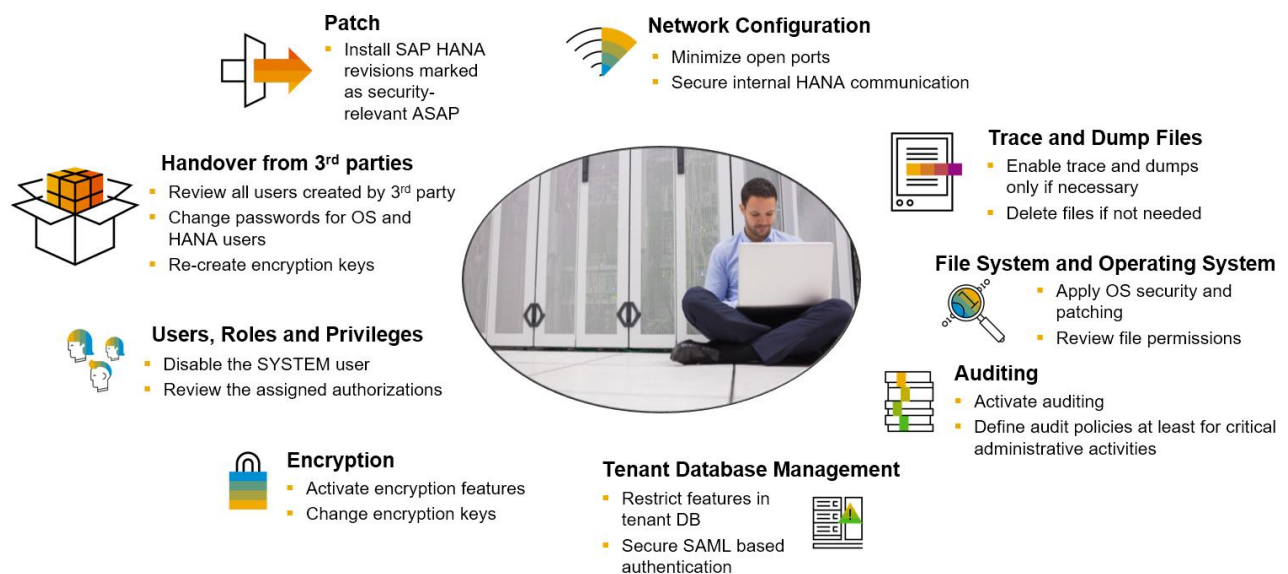 Patch
Install SAP HANA
revisions marked
as security-
relevant ASAP
Network Configuration
Minimize open ports
Secure internal HANA communication
Handover from 3rd parties
Review all users created by 3rd party
Change passwords for OS and
HANA users
Re-create encryption keys
Trace and Dump Files
Enable trace and dumps
only if necessary
Delete files if not needed
File System and Operating System
Apply OS security and
patching
Review file permissions
Users, Roles and Privileges
Disable the SYSTEM user
Review the assigned authorizations
Auditing
Activate auditing
Define audit policies at least for critical
administrative activities
Encryption
Activate encryption features
Change encryption keys
Tenant Database Management
Restrict features in
tenant DB
Secure SAML based
authentication